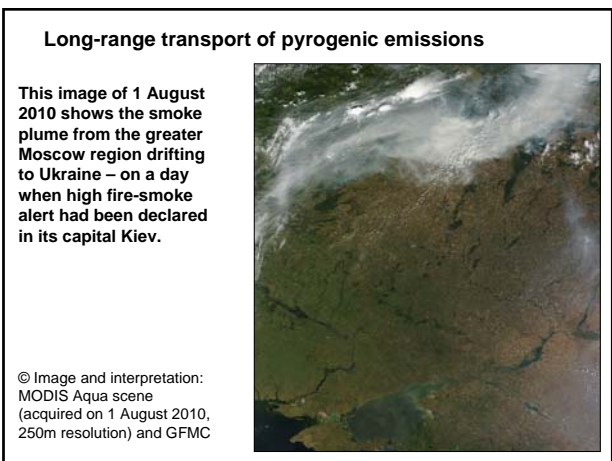 Long-range transport of pyrogenic emissions
This image of 1 August
2010 shows the smoke
plume from the greater
Moscow region drifting
to Ukraine – on a day
when high fire-smoke
alert had been declared
in its capital Kiev.
© Image and interpretation:
MODIS Aqua scene
(acquired on 1 August 2010,
250m resolution) and GFMC